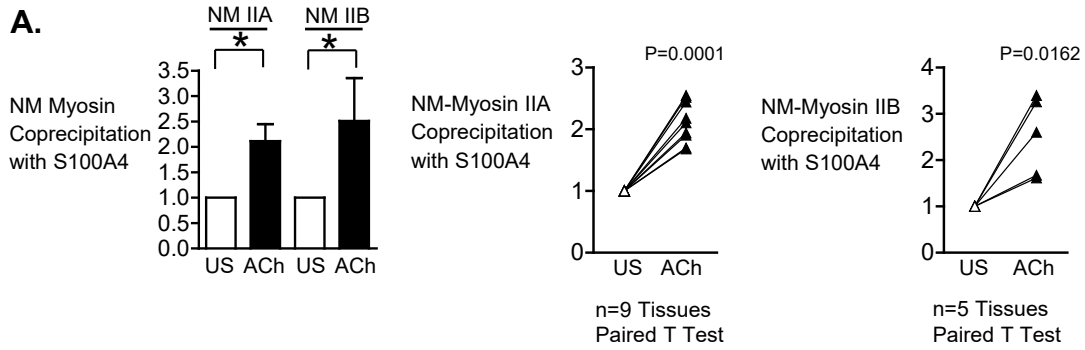 A.
NM IIA
NM IIB
*
*
NM Myosin
Coprecipitation
with S100A4
3.5
3.0
2.5
2.0
1.5
1.0
0.5
0.0
US
ACh
US
ACh
P=0.0001
NM-Myosin IIA
Coprecipitation
with S100A4
3
2
1
0
US
ACh
n=9 Tissues
Paired T Test
P=0.0162
NM-Myosin IIB
Coprecipitation
with S100A4
4
3
2
1
0
US
ACh
n=5 Tissues
Paired T Test